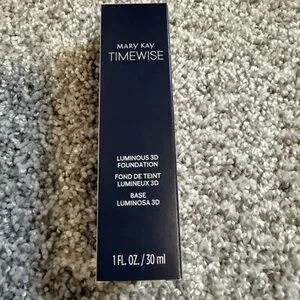 MARY KAY
TIMEWISE
LUMINOUS 3D
FOUNDATION
FOND DE TEINT
LUMINEUX 3D
BASE
LUMINOSA 3D
1 FL. OZ. / 30 ml